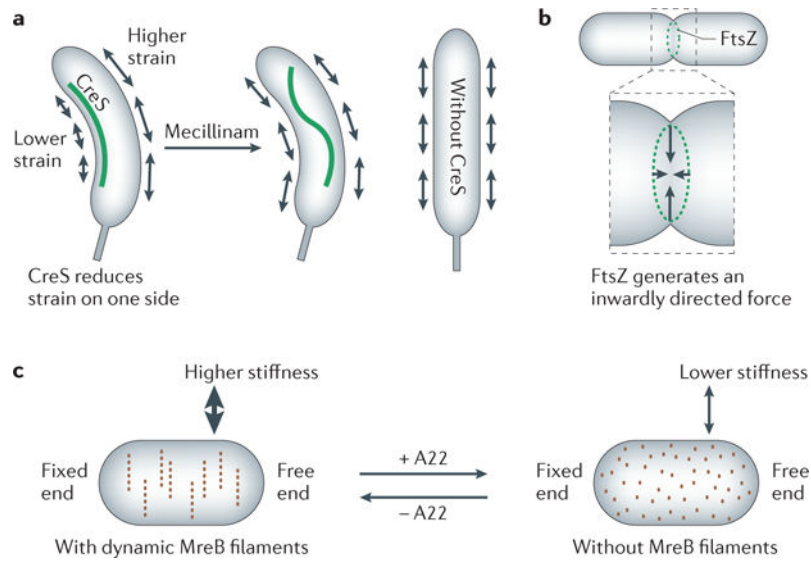 a
Higher
strain
CreS
Lower
strain
Mecillinam
Without CreS
CreS reduces
strain on one side
b
FtsZ
FtsZ generates an
inwardly directed force
c
Higher stiffness
Fixed
end
Free
end
With dynamic MreB filaments
+ A22
– A22
Lower stiffness
Fixed
end
Free
end
Without MreB filaments